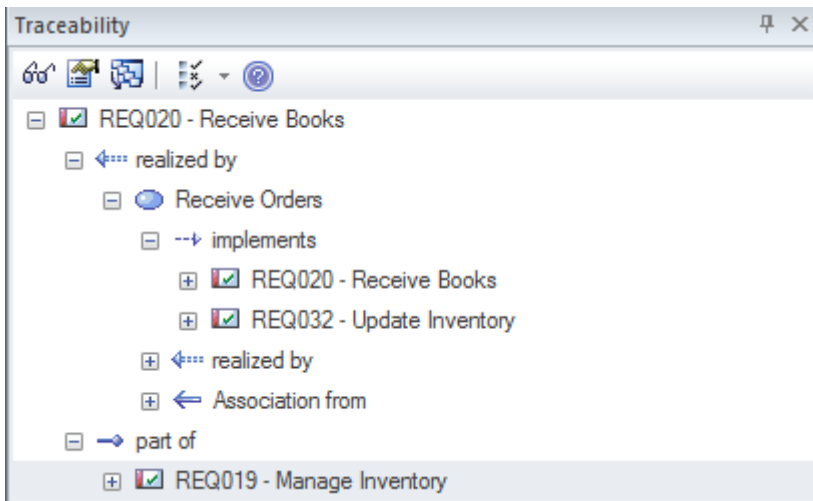 Traceability
REQ020 - Receive Books
realized by
Receive Orders
implements
REQ020 - Receive Books
REQ032 - Update Inventory
realized by
Association from
part of
REQ019 - Manage Inventory